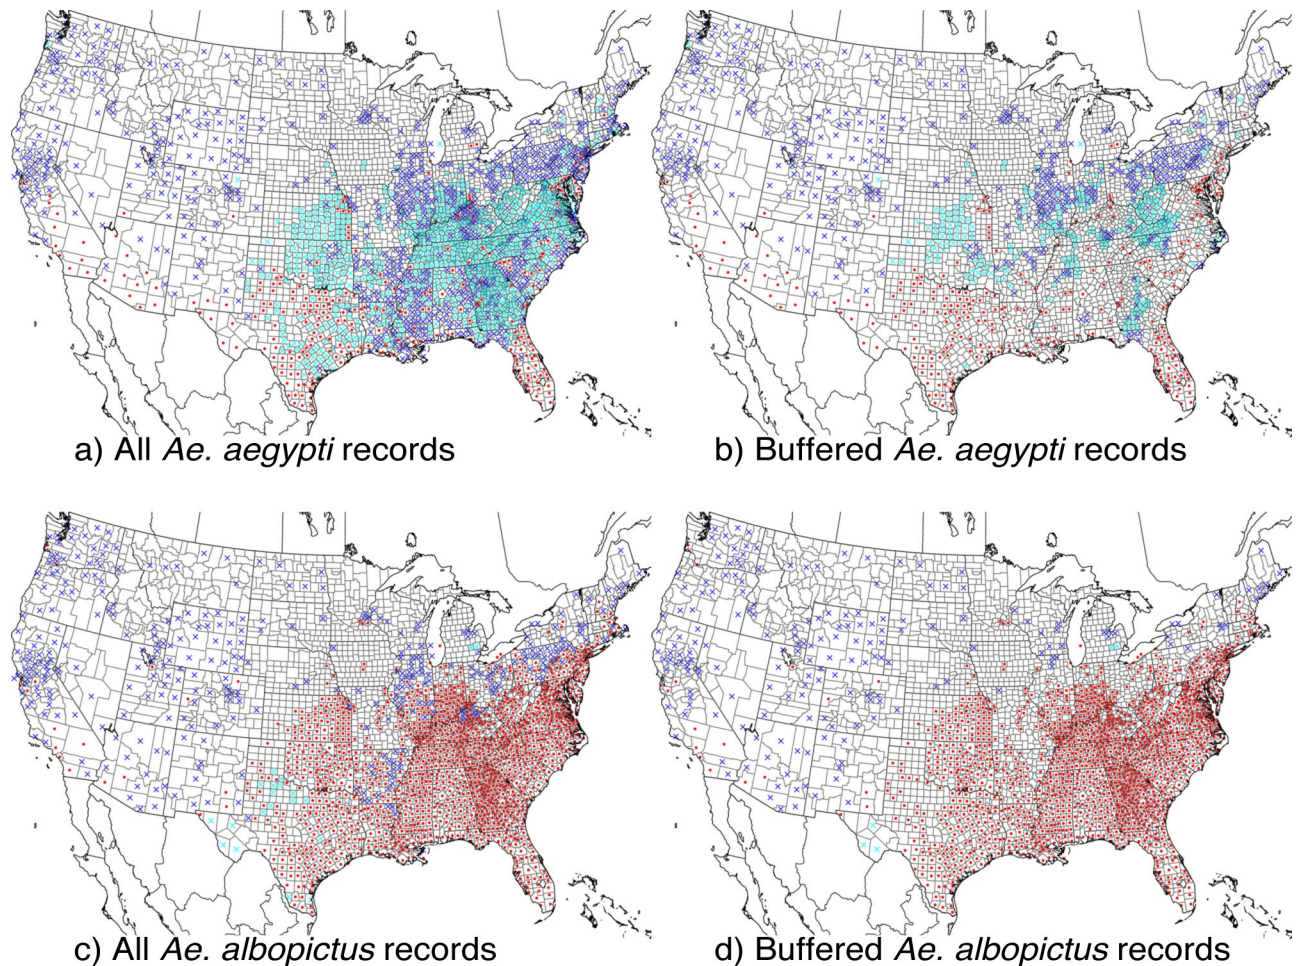 a) All Ae. aegypti records
b) Buffered Ae. aegypti records
c) All Ae. albopictus records
d) Buffered Ae. albopictus records